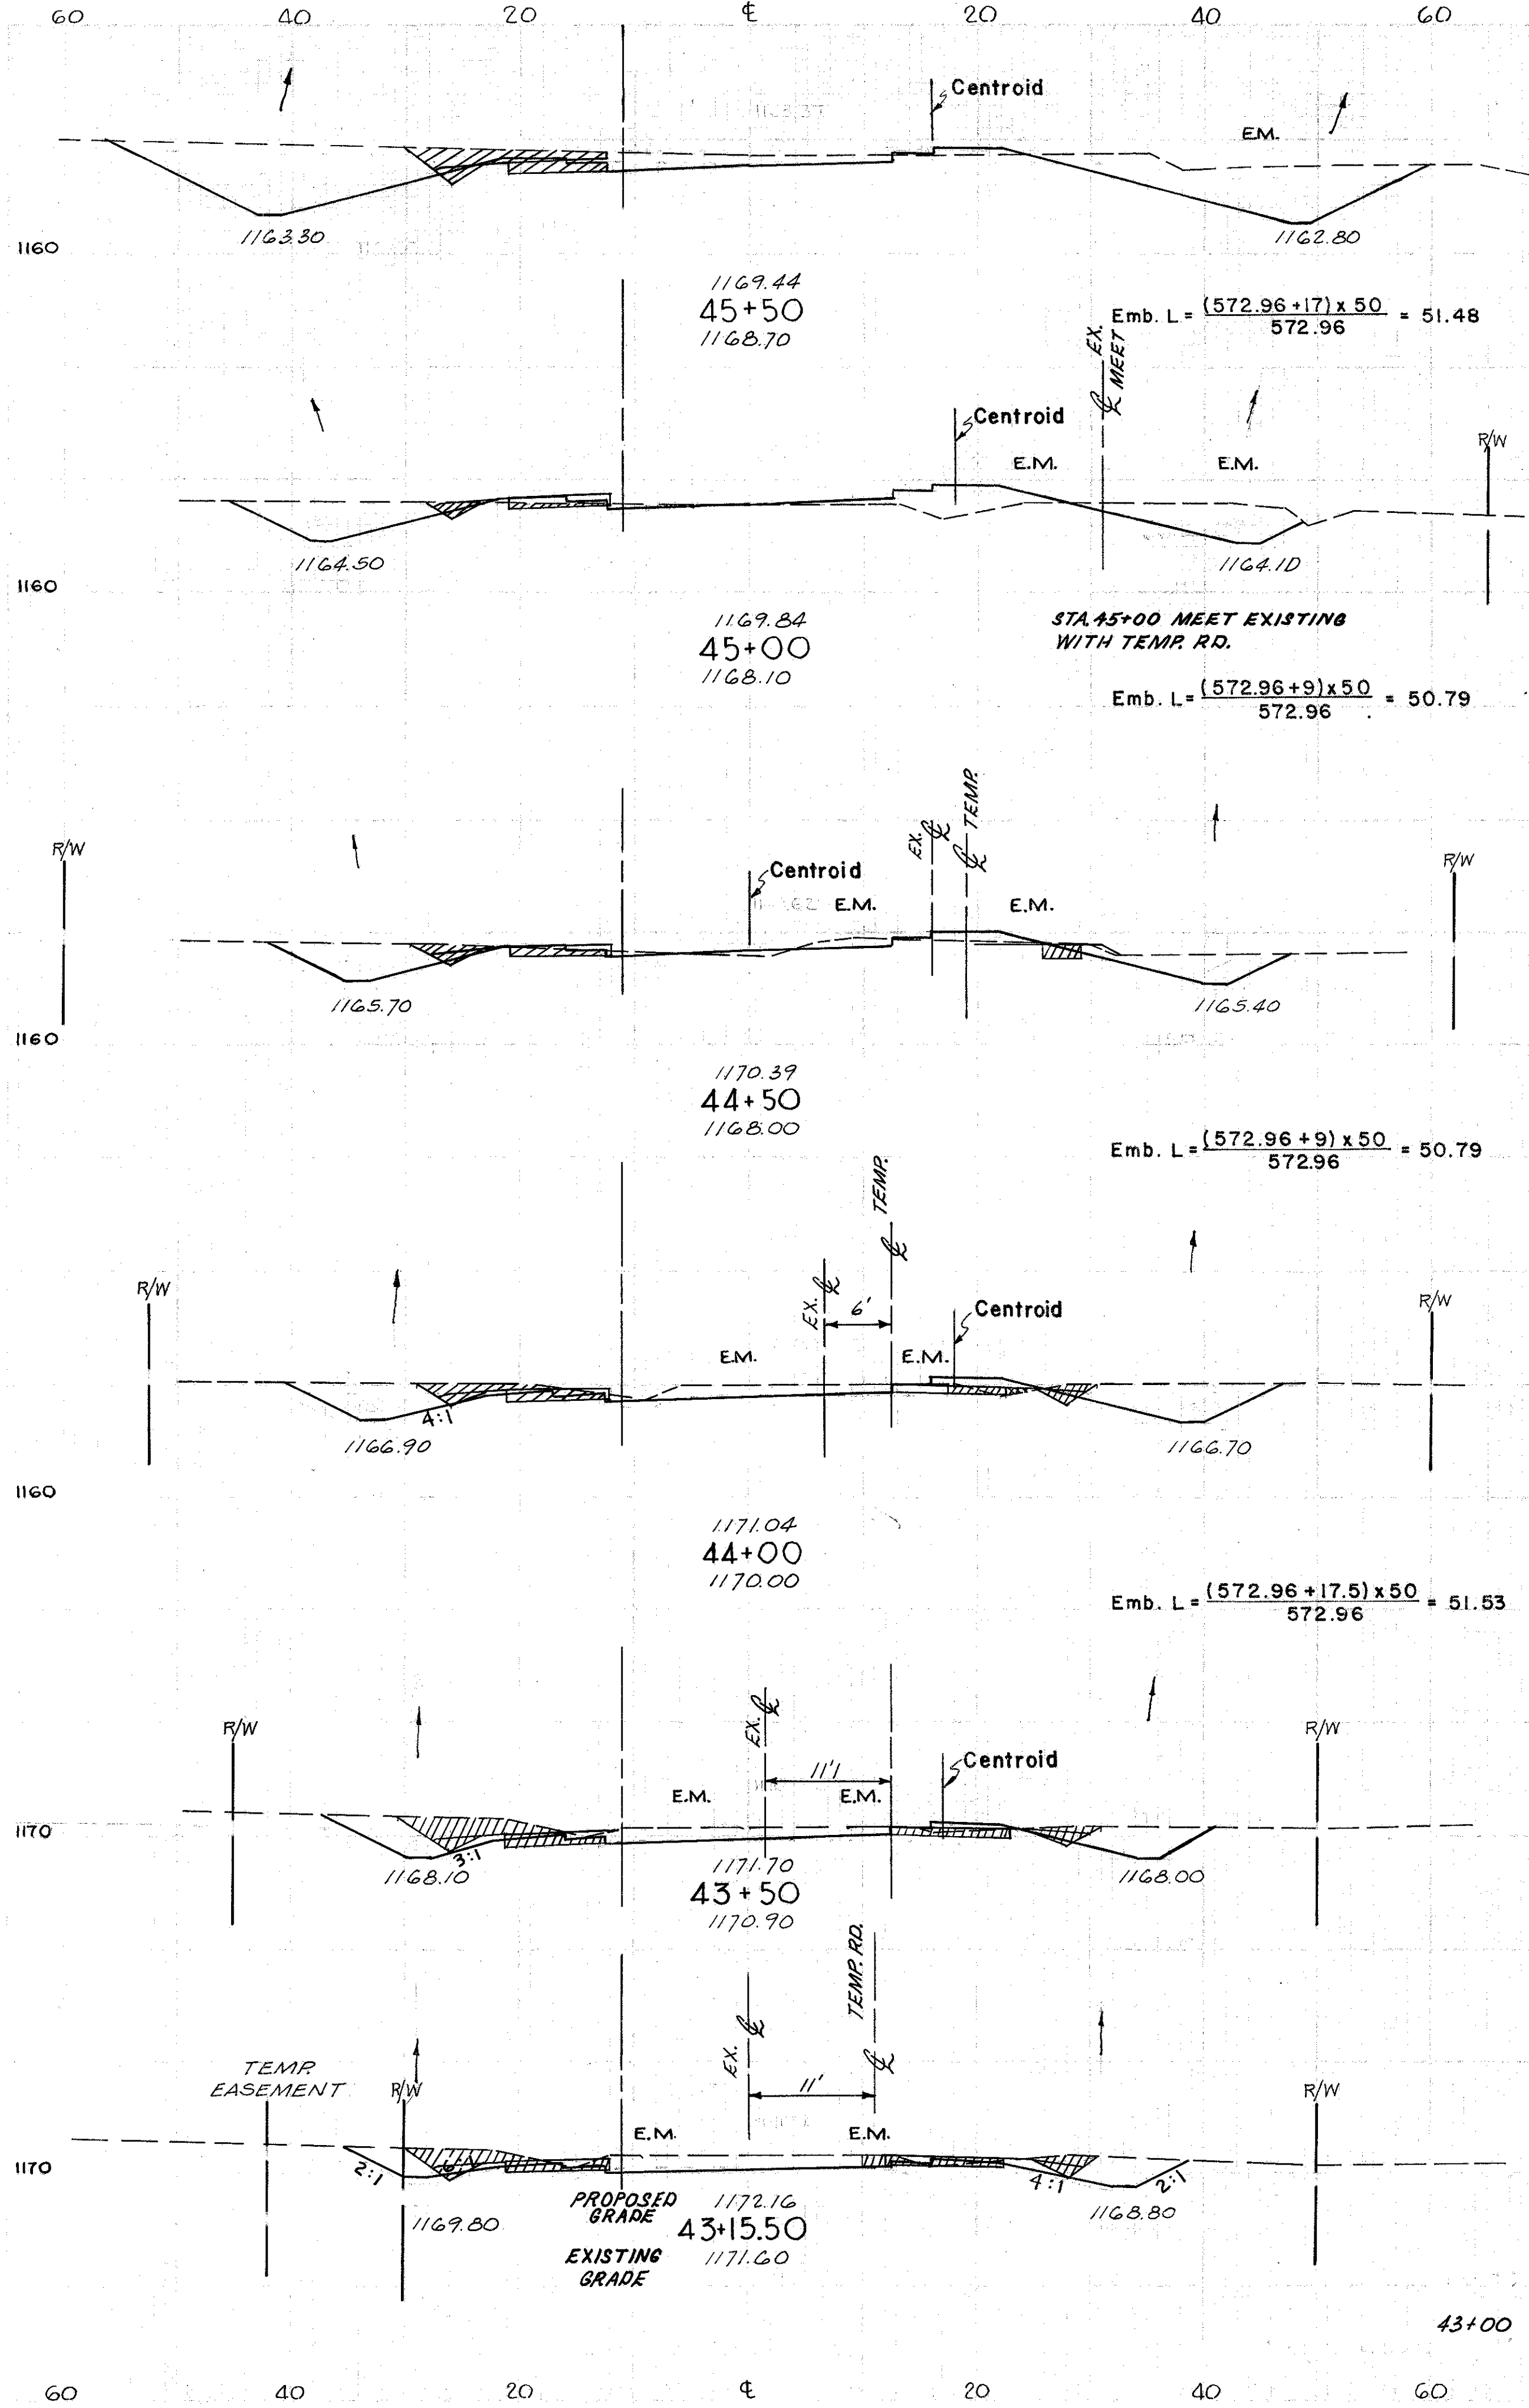 60 40 20 ℄ 20 40 60
Centroid
E.M.
1163.30
1162.80
1160
1169.44
45+50
1168.70
Emb. L = (572.96 + 17) x 50 / 572.96 = 51.48
EX. ℄
MEET
Centroid
E.M.
E.M.
R/W
1164.50
1164.10
1160
1169.84
45+00
1168.10
STA. 45+00 MEET EXISTING
WITH TEMP. RD.
Emb. L = (572.96 + 9) x 50 / 572.96 = 50.79
R/W
EX. ℄
℄ TEMP.
Centroid
E.M.
E.M.
R/W
1165.70
1165.40
1160
1170.39
44+50
1168.00
Emb. L = (572.96 + 9) x 50 / 572.96 = 50.79
℄ TEMP.
R/W
EX. ℄
6'
Centroid
R/W
E.M.
E.M.
4:1
1166.90
1166.70
1160
1171.04
44+00
1170.00
Emb. L = (572.96 + 17.5) x 50 / 572.96 = 51.53
R/W
EX. ℄
R/W
11'1
Centroid
E.M.
E.M.
1170
3:1
1168.10
1171.70
1168.00
43+50
1170.90
℄ TEMP. RD.
EX. ℄
TEMP.
EASEMENT
R/W
11'
R/W
E.M.
E.M.
1170
2:1
4:1
2:1
PROPOSED
GRADE
1172.16
1169.80
1168.80
43+15.50
EXISTING
GRADE
1171.60
43+00
60 40 20 ℄ 20 40 60